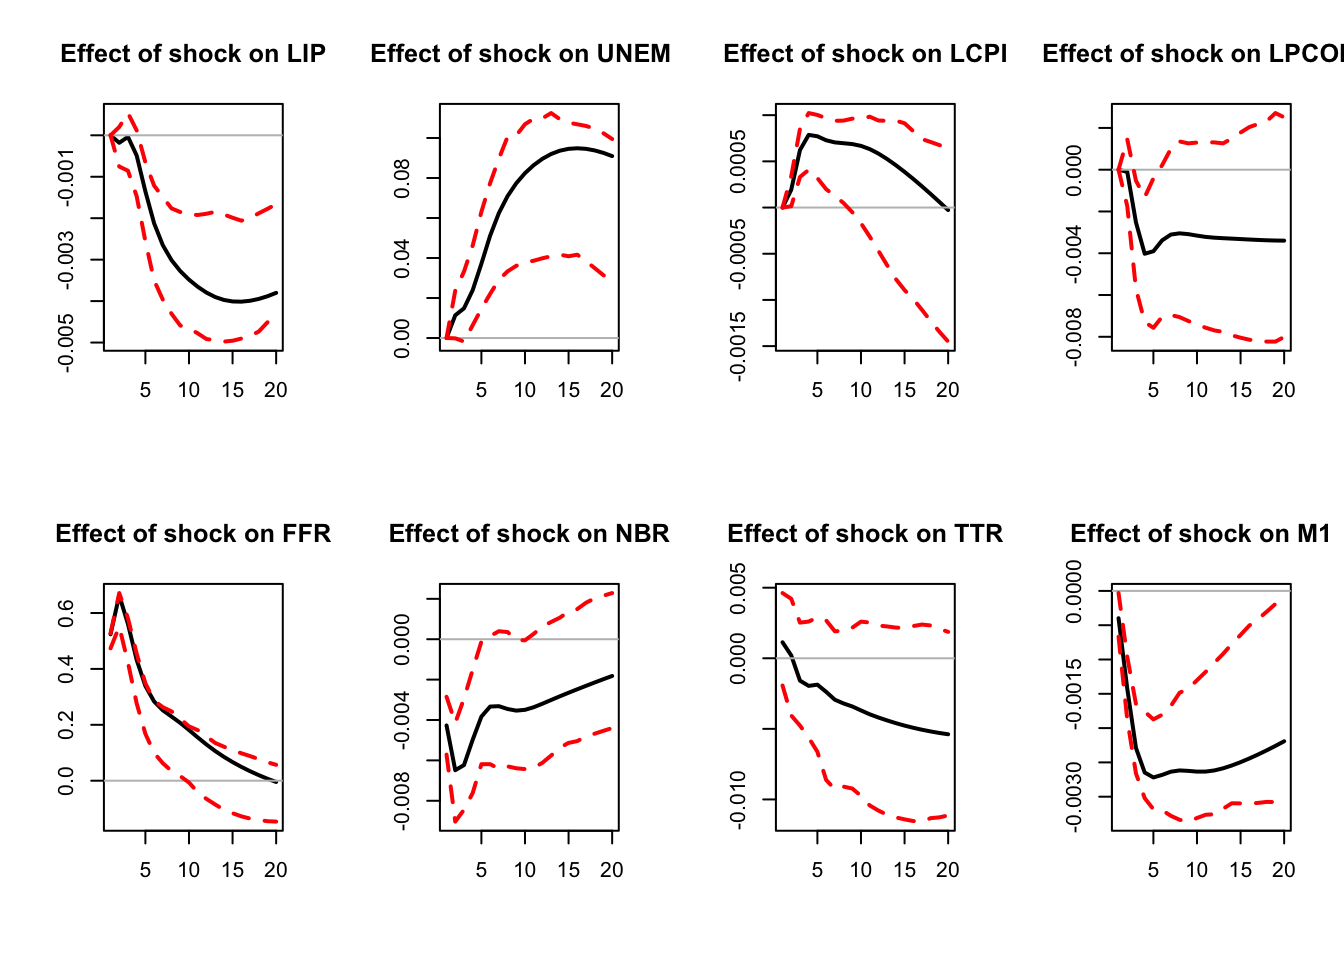 Effect of shock on LIP
-0.001
-0.003
-0.005
5 10 15 20
Effect of shock on UNEM
0.08
0.04
0.00
5 10 15 20
Effect of shock on LCPI
0.0005
-0.0005
-0.0015
5 10 15 20
Effect of shock on LPCO
0.000
-0.004
-0.008
5 10 15 20
Effect of shock on FFR
0.6
0.4
0.2
0.0
5 10 15 20
Effect of shock on NBR
0.000
-0.004
-0.008
5 10 15 20
Effect of shock on TTR
0.005
0.000
-0.010
5 10 15 20
Effect of shock on M1
0.0000
-0.0015
-0.0030
5 10 15 20